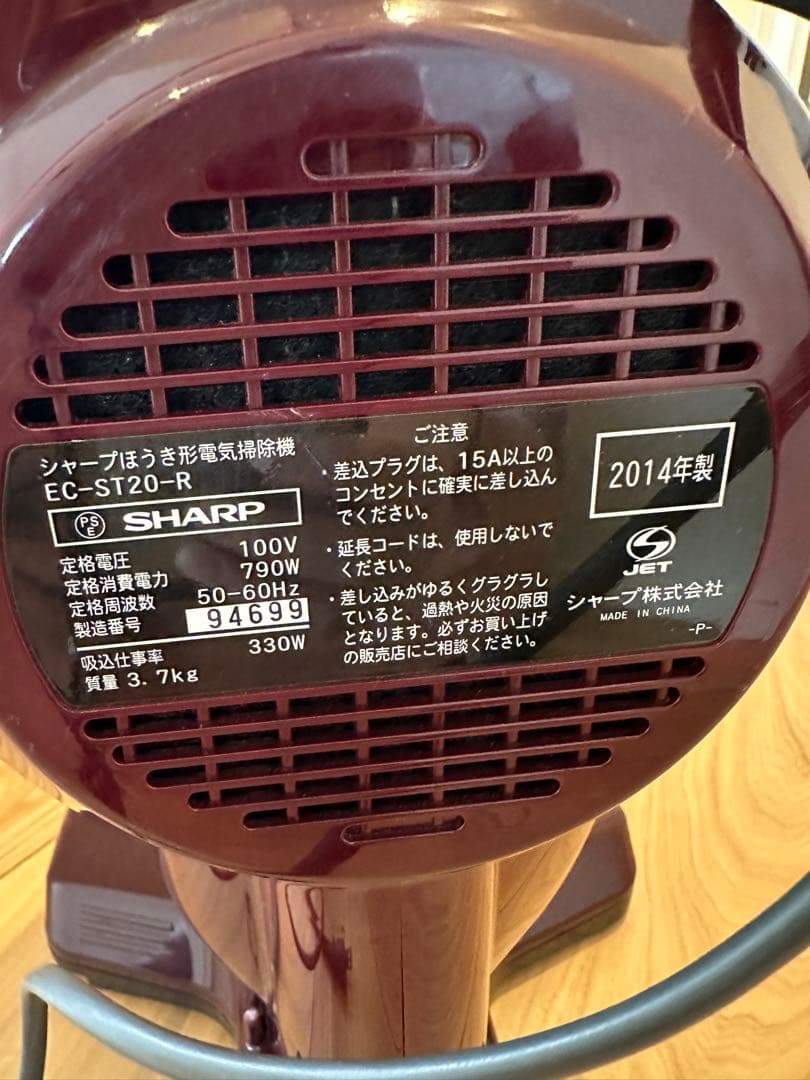 シャープほうき形電気掃除機
EC-ST20-R
PSE SHARP
定格電圧 100V
定格消費電力 790W
定格周波数 50-60Hz
製造番号 94699
吸込仕事率 330W
質量 3.7kg
ご注意
・差込プラグは、15A以上の
コンセントに確実に差し込ん
でください。
・延長コードは、使用しないで
ください。
・差し込みがゆるくグラグラし
ていると、過熱や火災の原因
となります。必ずお買い上げ
の販売店にご相談ください。
2014年製
JET
シャープ株式会社
MADE IN CHINA
-P-